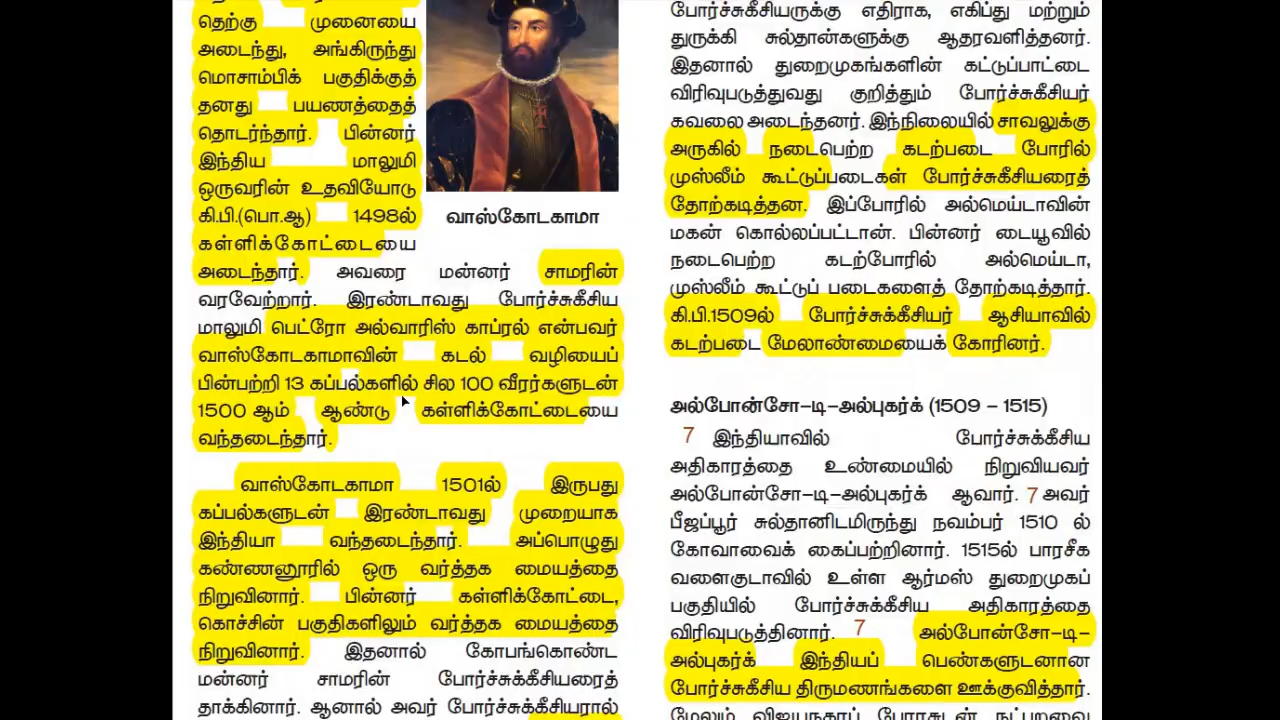 தெற்கு முனையை
அடைந்து, அங்கிருந்து
மொசாம்பிக் பகுதிக்குத்
தனது பயணத்தைத்
தொடர்ந்தார். பின்னர்
இந்திய மாலுமி
ஒருவரின் உதவியோடு
கி.பி.(பொ.ஆ) 1498ல்
கள்ளிக்கோட்டையை
வாஸ்கோடகாமா
அடைந்தார். அவரை மன்னர் சாமரின்
வரவேற்றார். இரண்டாவது போர்ச்சுகீசிய
மாலுமி பெட்ரோ அல்வாரிஸ் காப்ரல் என்பவர்
வாஸ்கோடகாமாவின் கடல் வழியைப்
பின்பற்றி 13 கப்பல்களில் சில 100 வீரர்களுடன்
1500 ஆம் ஆண்டு கள்ளிக்கோட்டையை
வந்தடைந்தார்.
வாஸ்கோடகாமா 1501ல் இருபது
கப்பல்களுடன் இரண்டாவது முறையாக
இந்தியா வந்தடைந்தார். அப்பொழுது
கண்ணனூரில் ஒரு வர்த்தக மையத்தை
நிறுவினார். பின்னர் கள்ளிக்கோட்டை,
கொச்சின் பகுதிகளிலும் வர்த்தக மையத்தை
நிறுவினார். இதனால் கோபங்கொண்ட
மன்னர் சாமரின் போர்ச்சுக்கீசியரைத்
தாக்கினார். ஆனால் அவர் போர்ச்சுக்கீசியரால்
போர்ச்சுகீசியருக்கு எதிராக, எகிப்து மற்றும்
துருக்கி சுல்தான்களுக்கு ஆதரவளித்தனர்.
இதனால் துறைமுகங்களின் கட்டுப்பாட்டை
விரிவுபடுத்துவது குறித்தும் போர்ச்சுகீசியர்
கவலை அடைந்தனர். இந்நிலையில் சாவலுக்கு
அருகில் நடைபெற்ற கடற்படை போரில்
முஸ்லீம் கூட்டுப்படைகள் போர்ச்சுகீசியரைத்
தோற்கடித்தன. இப்போரில் அல்மெய்டாவின்
மகன் கொல்லப்பட்டான். பின்னர் டையூவில்
நடைபெற்ற கடற்போரில் அல்மெய்டா,
முஸ்லீம் கூட்டுப் படைகளைத் தோற்கடித்தார்.
கி.பி.1509ல் போர்ச்சுக்கீசியர் ஆசியாவில்
கடற்படை மேலாண்மையைக் கோரினர்.
அல்போன்சோ-டி-அல்புகர்க் (1509 – 1515)
7 இந்தியாவில் போர்ச்சுக்கீசிய
அதிகாரத்தை உண்மையில் நிறுவியவர்
அல்போன்சோ-டி-அல்புகர்க் ஆவார். 7 அவர்
பீஜப்பூர் சுல்தானிடமிருந்து நவம்பர் 1510 ல்
கோவாவைக் கைப்பற்றினார். 1515ல் பாரசீக
வளைகுடாவில் உள்ள ஆர்மஸ் துறைமுகப்
பகுதியில் போர்ச்சுக்கீசிய அதிகாரத்தை
விரிவுபடுத்தினார். 7 அல்போன்சோ-டி-
அல்புகர்க் இந்தியப் பெண்களுடனான
போர்ச்சுகீசிய திருமணங்களை ஊக்குவித்தார்.
மேலும் விஜயநகரப் பேரரசுடன் நட்புறவை